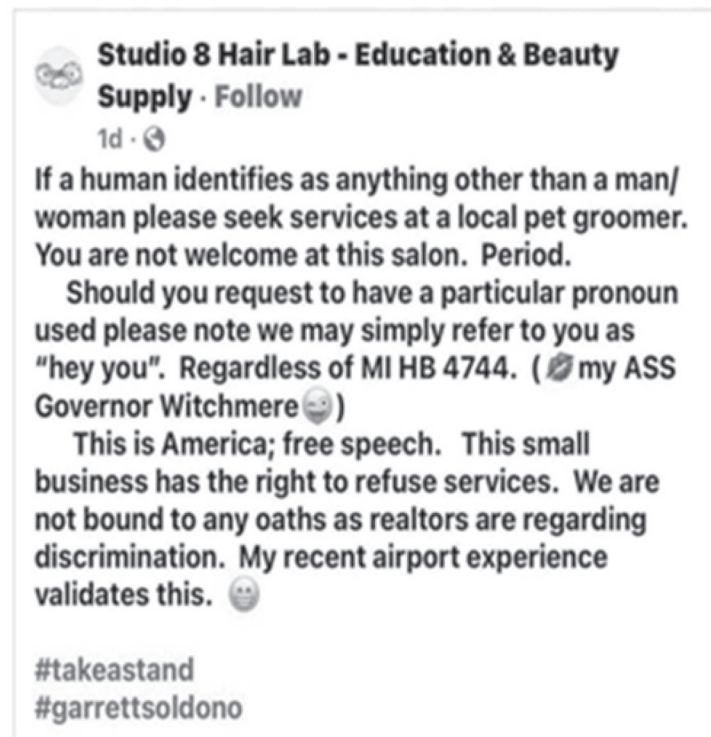 Studio 8 Hair Lab - Education & Beauty
Supply · Follow
1d ·
If a human identifies as anything other than a man/
woman please seek services at a local pet groomer.
You are not welcome at this salon. Period.
Should you request to have a particular pronoun
used please note we may simply refer to you as
"hey you". Regardless of MI HB 4744. (💋my ASS
Governor Witchmere😉)
This is America; free speech. This small
business has the right to refuse services. We are
not bound to any oaths as realtors are regarding
discrimination. My recent airport experience
validates this. 😁
#takeastand
#garrettsoldono